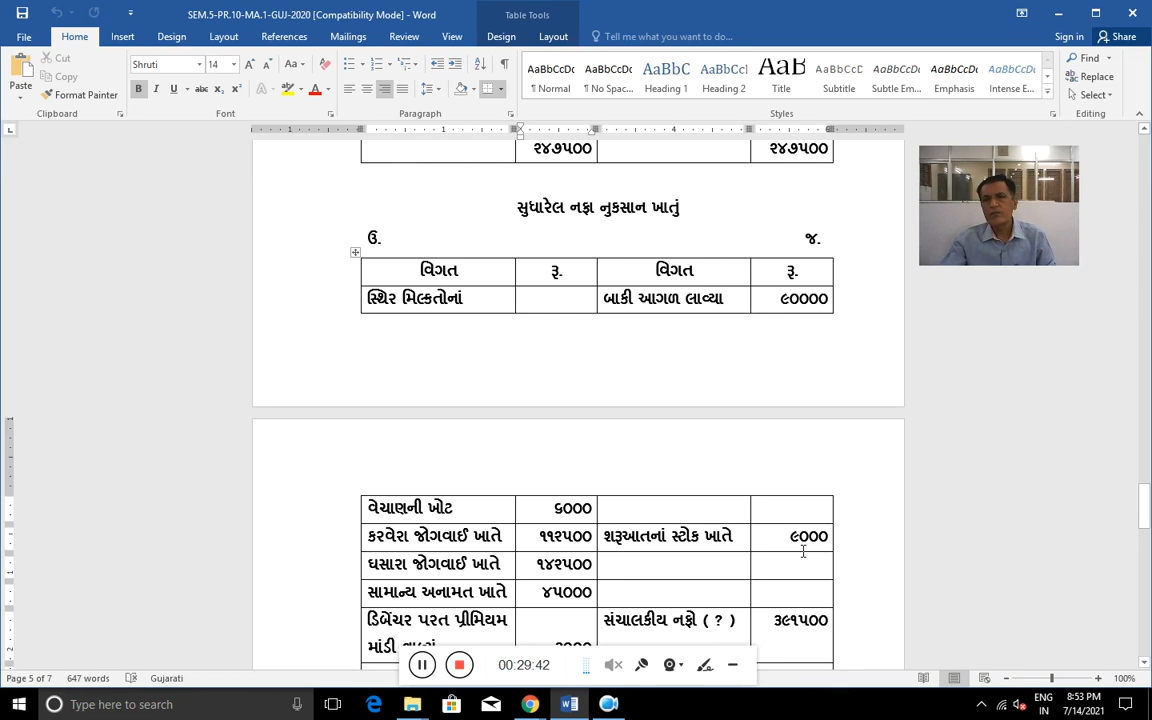 SEM.5-PR.10-MA.1-GUJ-2020 [Compatibility Mode] - Word
Table Tools
Sign in
Share
File Home Insert Design Layout References Mailings Review View Design Layout Tell me what you want to do...
Cut
Copy
Format Painter
Paste
Shruti 14
AaBbCcDc AaBbCcDc AaBbC AaBbCcI AaB AaBbCcD AaBbCcDc AaBbCcDc AaBbCcDc
¶ Normal ¶ No Spac... Heading 1 Heading 2 Title Subtitle Subtle Em... Emphasis Intense E...
Find
Replace
Select
Clipboard Font Paragraph Styles Editing
૨૪૭૫૦૦ ૨૪૭૫૦૦
સુધારેલ નફા નુકસાન ખાતું
ઉ. જ.
વિગત રૂ. વિગત રૂ.
સ્થિર મિલ્કતોનાં બાકી આગળ લાવ્યા ૯૦૦૦૦
વેચાણની ખોટ ૬૦૦૦
કરવેરા જોગવાઈ ખાતે ૧૧૨૫૦૦ શરૂઆતનાં સ્ટોક ખાતે ૯૦૦૦
ઘસારા જોગવાઈ ખાતે ૧૪૨૫૦૦
સામાન્ય અનામત ખાતે ૪૫૦૦૦
ડિબેંચર પરત પ્રીમિયમ સંચાલકીય નફો ( ? ) ૩૯૧૫૦૦
00:29:42
Page 5 of 7 647 words Gujarati 100%
Type here to search
ENG
IN
8:53 PM
7/14/2021